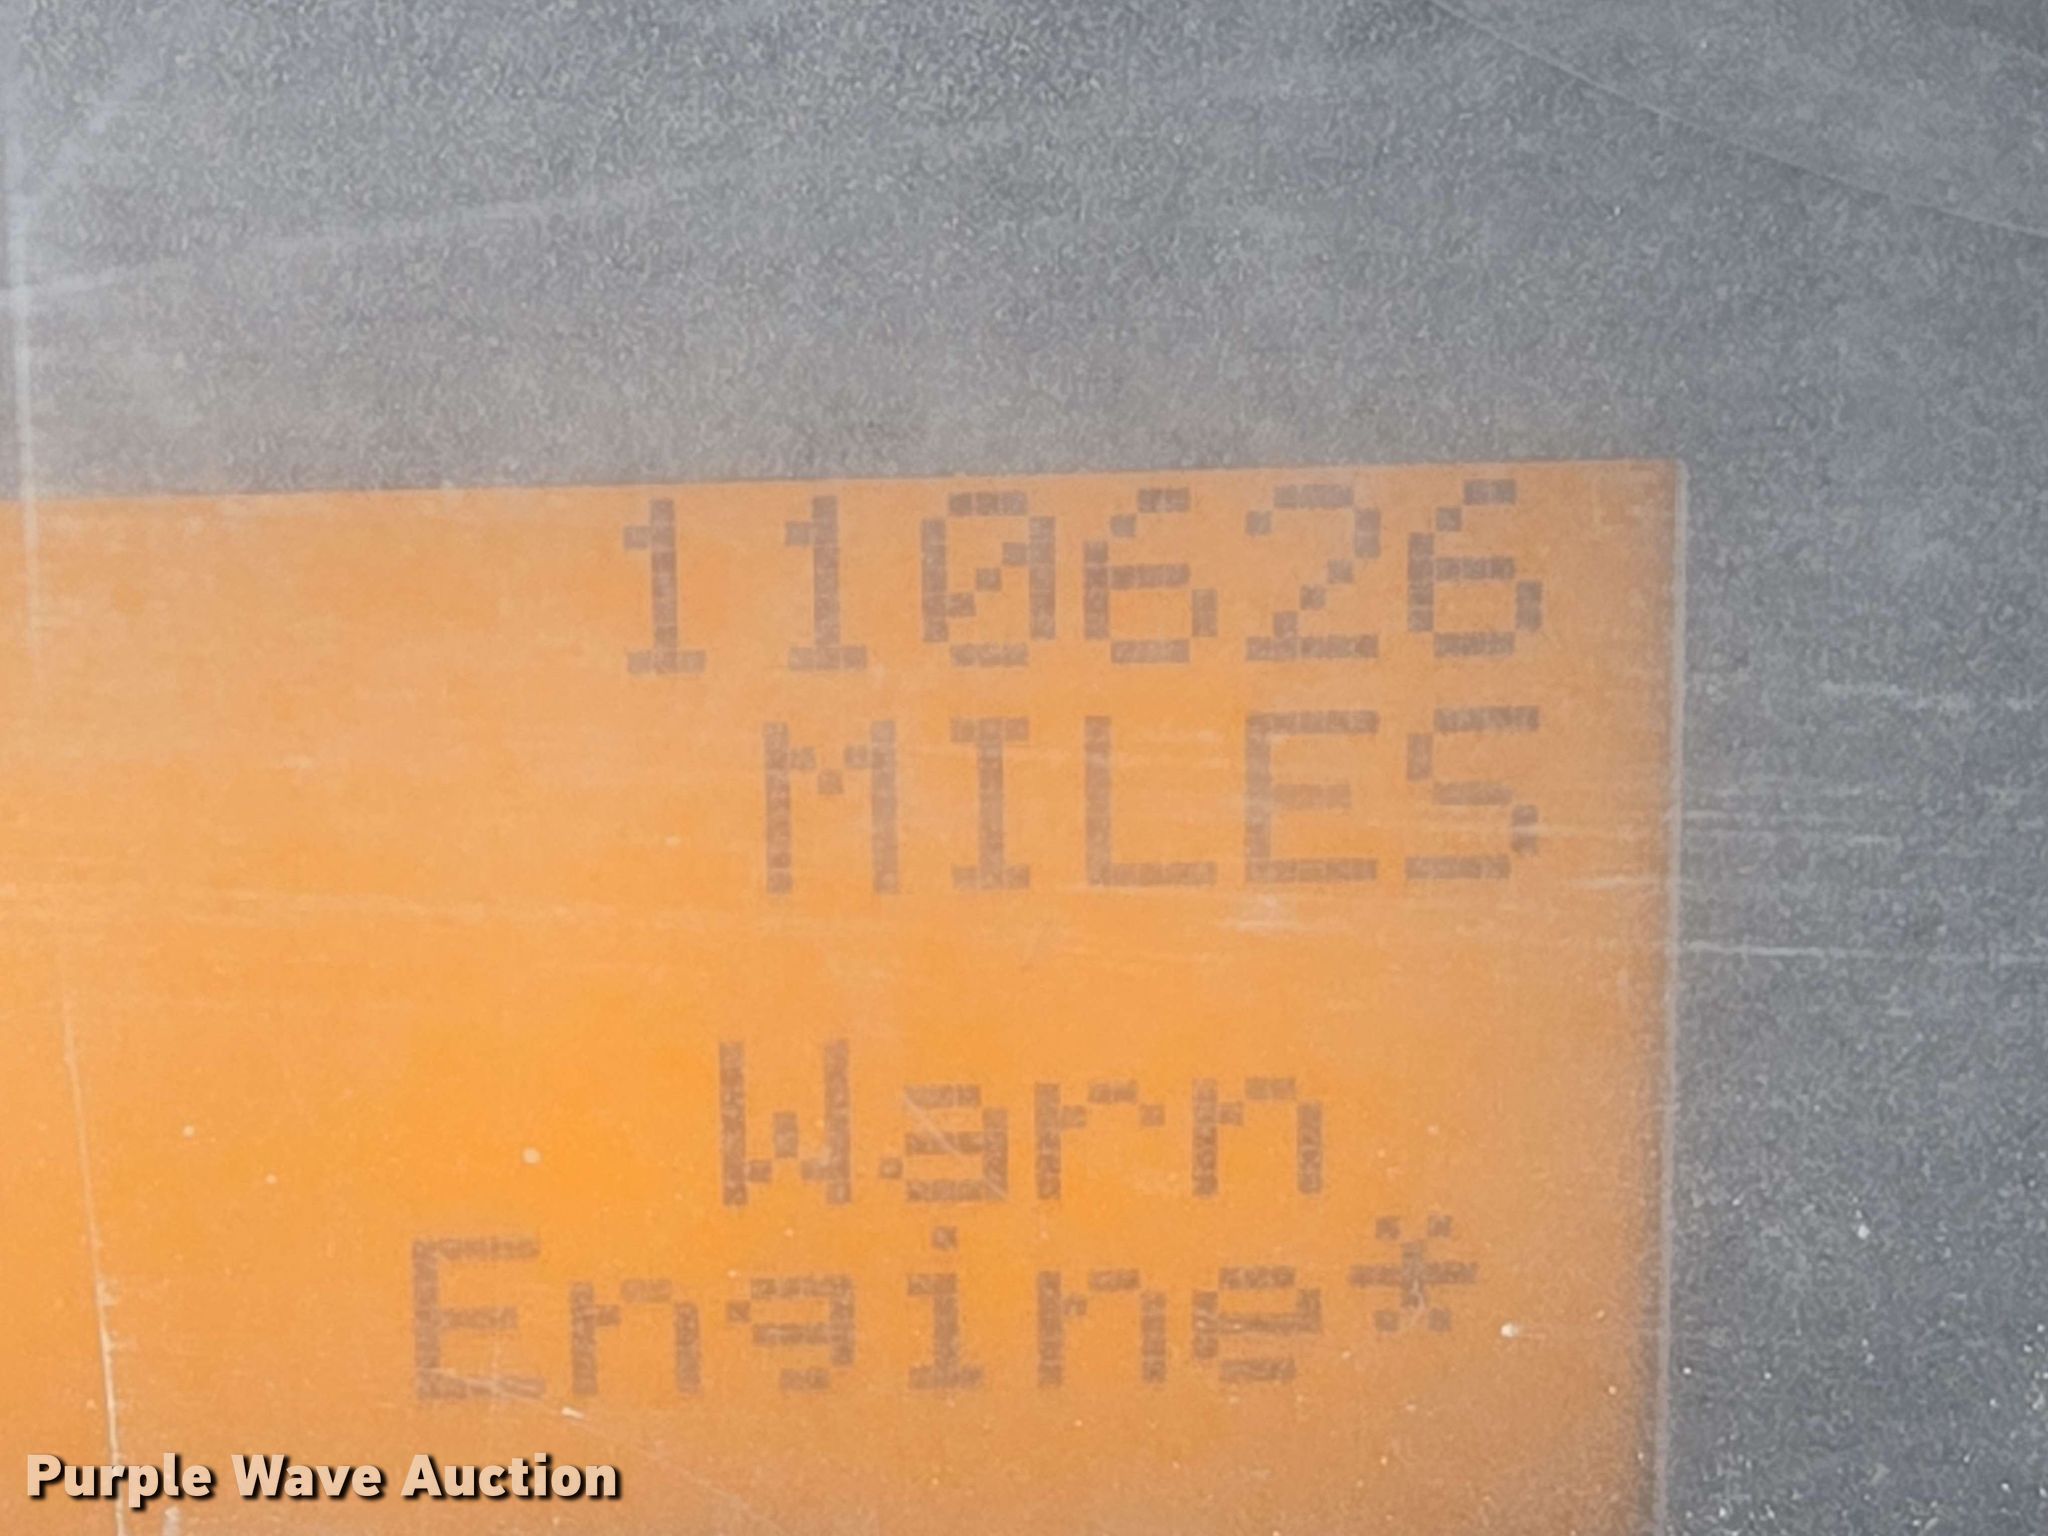 110626
MILES
Warn
Engine*
Purple Wave Auction